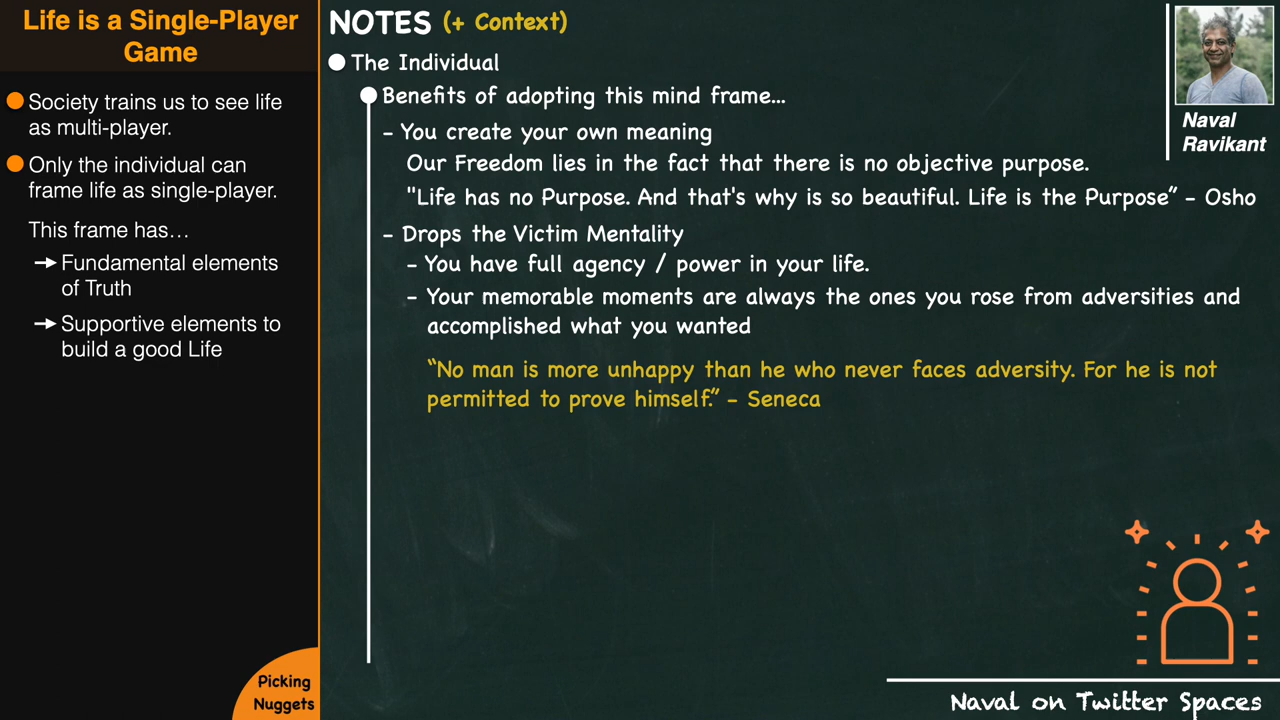 Life is a Single-Player
Game
Society trains us to see life
as multi-player.
Only the individual can
frame life as single-player.
This frame has...
→ Fundamental elements
of Truth
→ Supportive elements to
build a good Life
Picking
Nuggets
NOTES (+ Context)
The Individual
Benefits of adopting this mind frame...
- You create your own meaning
Our Freedom lies in the fact that there is no objective purpose.
"Life has no Purpose. And that's why is so beautiful. Life is the Purpose” - Osho
- Drops the Victim Mentality
- You have full agency / power in your life.
- Your memorable moments are always the ones you rose from adversities and
accomplished what you wanted
“No man is more unhappy than he who never faces adversity. For he is not
permitted to prove himself.” - Seneca
Naval
Ravikant
Naval on Twitter Spaces